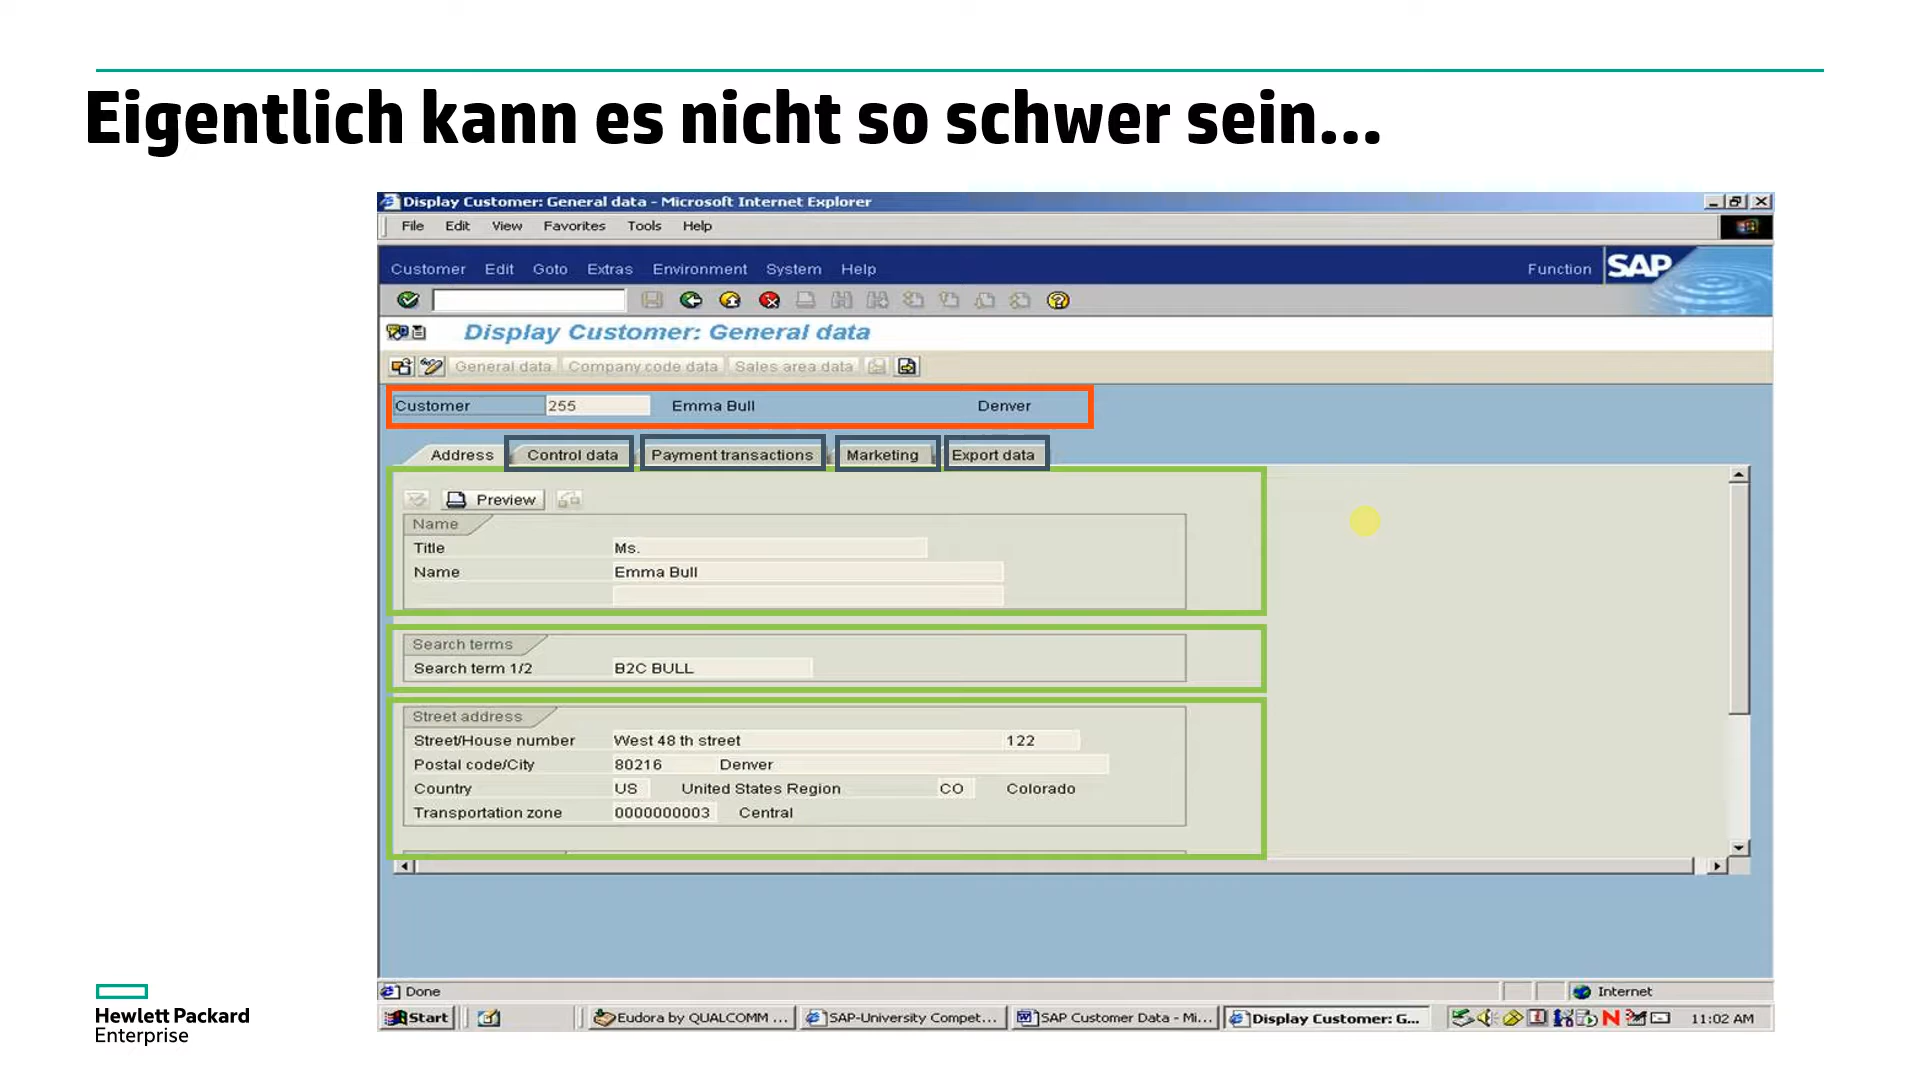 Eigentlich kann es nicht so schwer sein...
Display Customer: General data - Microsoft Internet Explorer
File Edit View Favorites Tools Help
Customer Edit Goto Extras Environment System Help Function SAP
Display Customer: General data
General data Company code data Sales area data
Customer 255 Emma Bull Denver
Address Control data Payment transactions Marketing Export data
Preview
Name
Title Ms.
Name Emma Bull
Search terms
Search term 1/2 B2C BULL
Street address
Street/House number West 48 th street 122
Postal code/City 80216 Denver
Country US United States Region CO Colorado
Transportation zone 0000000003 Central
Done Internet
Start Eudora by QUALCOMM ... SAP-University Compet... SAP Customer Data - Mi... Display Customer: G... 11:02 AM
Hewlett Packard
Enterprise